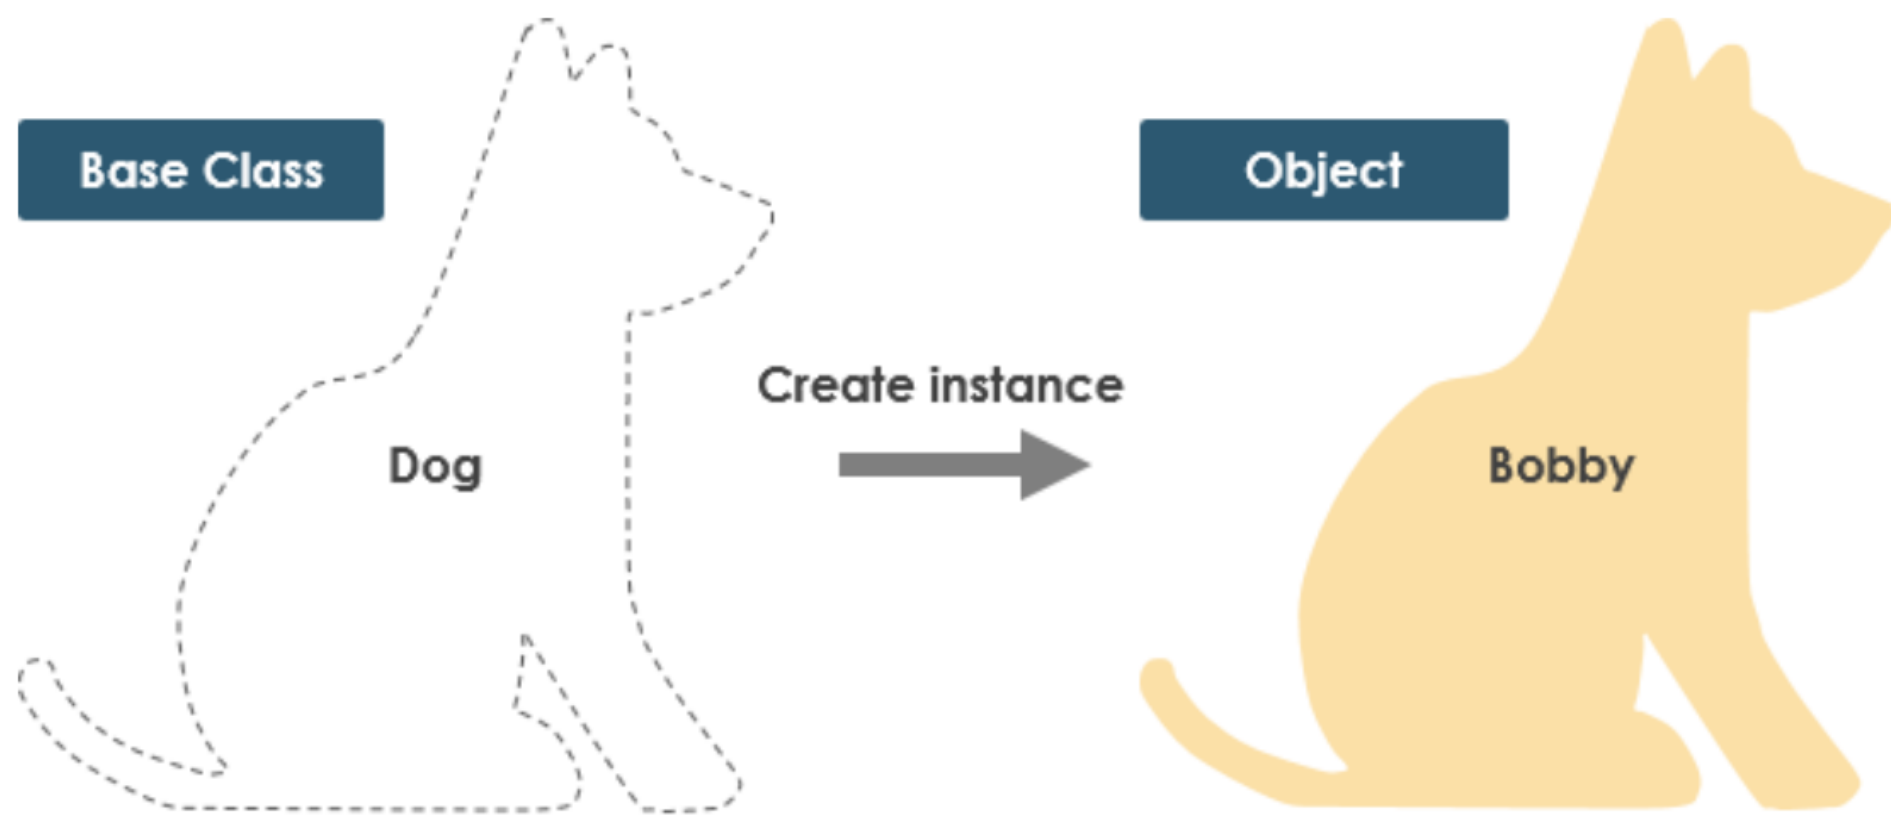 Base Class
Object
Create instance
Dog
Bobby